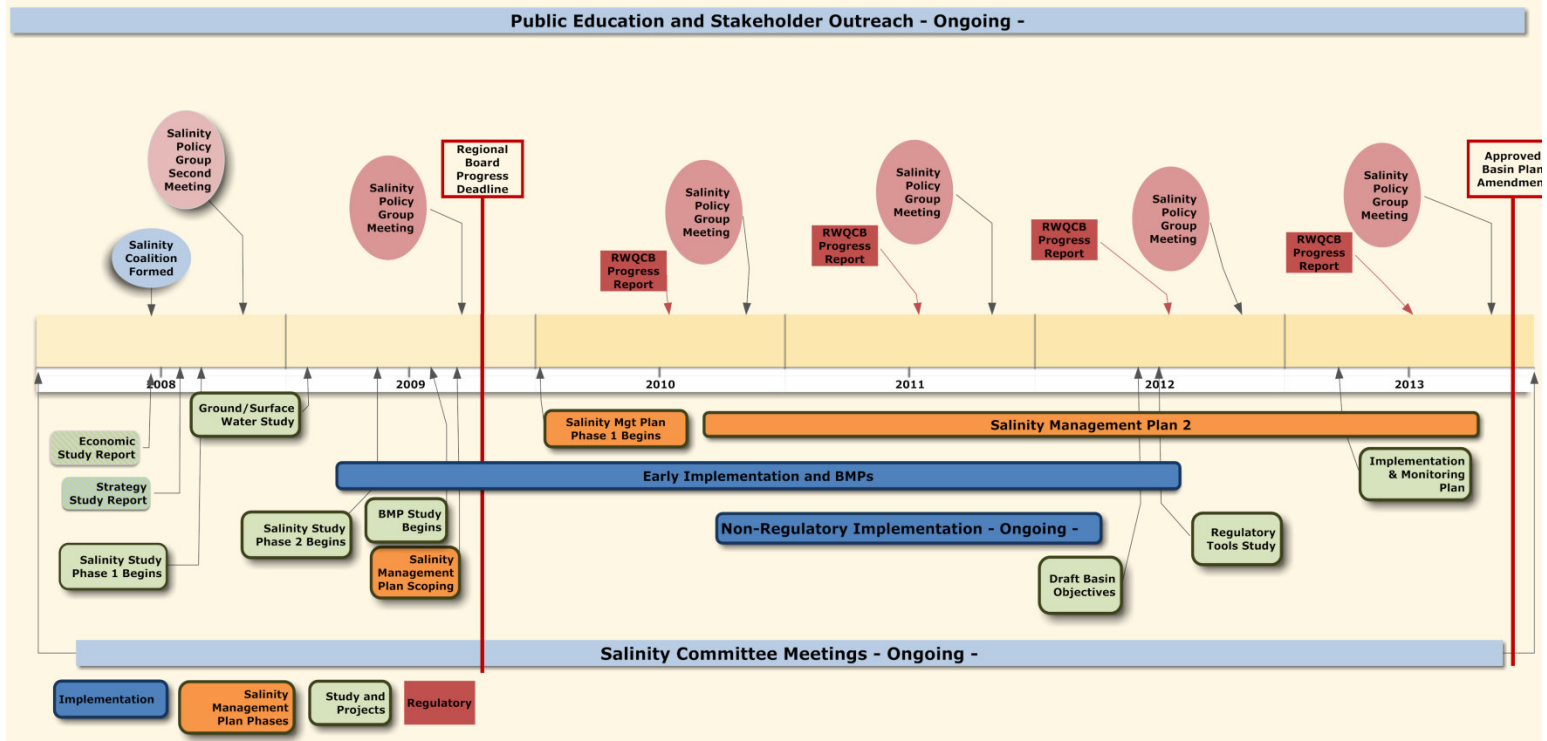 Public Education and Stakeholder Outreach - Ongoing -
Salinity
Policy
Group
Second
Meeting
Salinity
Coalition
Formed
Salinity
Policy
Group
Meeting
Regional
Board
Progress
Deadline
RWQCB
Progress
Report
Salinity
Policy
Group
Meeting
RWQCB
Progress
Report
Salinity
Policy
Group
Meeting
RWQCB
Progress
Report
Salinity
Policy
Group
Meeting
RWQCB
Progress
Report
Salinity
Policy
Group
Meeting
Approved
Basin Plan
Amendment
2008
2009
2010
2011
2012
2013
Ground/Surface
Water Study
Economic
Study Report
Strategy
Study Report
Salinity Study
Phase 1 Begins
Salinity Study
Phase 2 Begins
BMP Study
Begins
Salinity
Management
Plan Scoping
Salinity Mgt Plan
Phase 1 Begins
Salinity Management Plan 2
Early Implementation and BMPs
Non-Regulatory Implementation - Ongoing -
Draft Basin
Objectives
Regulatory
Tools Study
Implementation
& Monitoring
Plan
Salinity Committee Meetings - Ongoing -
Implementation
Salinity
Management
Plan Phases
Study and
Projects
Regulatory